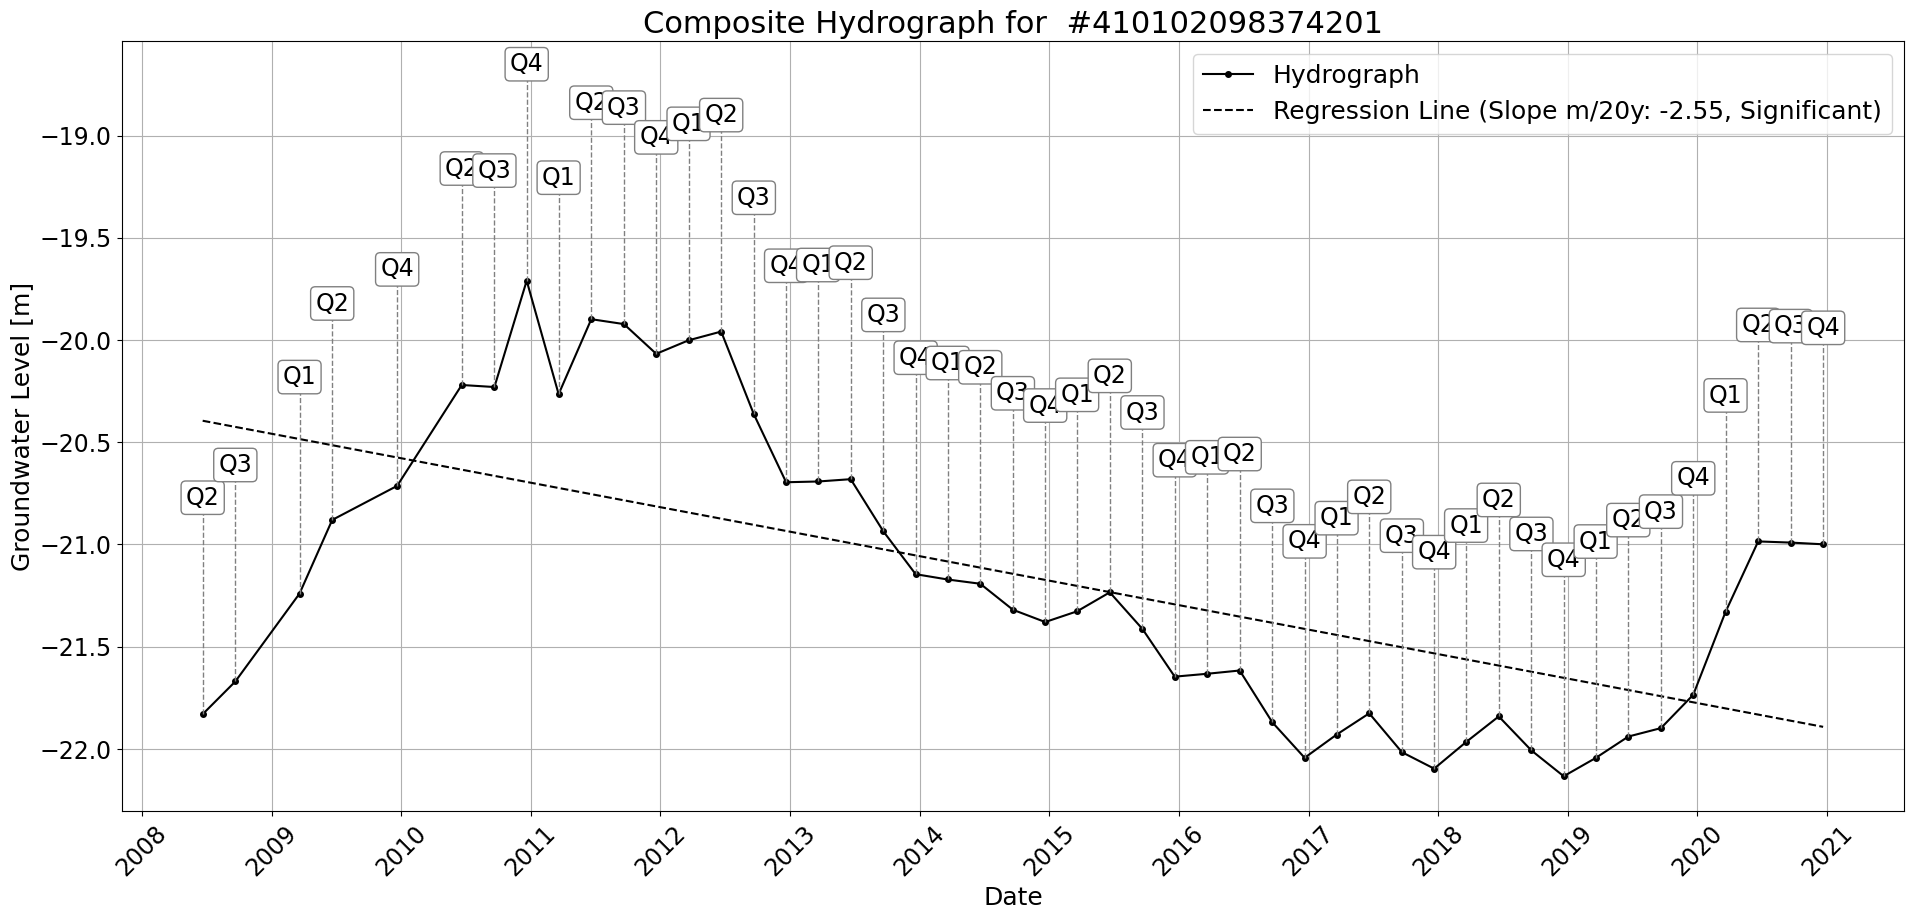 Composite Hydrograph for  #410102098374201
Hydrograph
Regression Line (Slope m/20y: -2.55, Significant)
Groundwater Level [m]
−19.0
−19.5
−20.0
−20.5
−21.0
−21.5
−22.0
Q2
Q3
Q1
Q2
Q4
Q2
Q3
Q4
Q1
Q2
Q3
Q4
Q1
Q2
Q3
Q4
Q1
Q2
Q3
Q4
Q1
Q2
Q3
Q4
Q1
Q2
Q3
Q4
Q1
Q2
Q3
Q4
Q1
Q2
Q3
Q4
Q1
Q2
Q3
Q4
Q1
Q2
Q3
Q4
Q1
Q2
Q3
Q4
2008
2009
2010
2011
2012
2013
2014
2015
2016
2017
2018
2019
2020
2021
Date